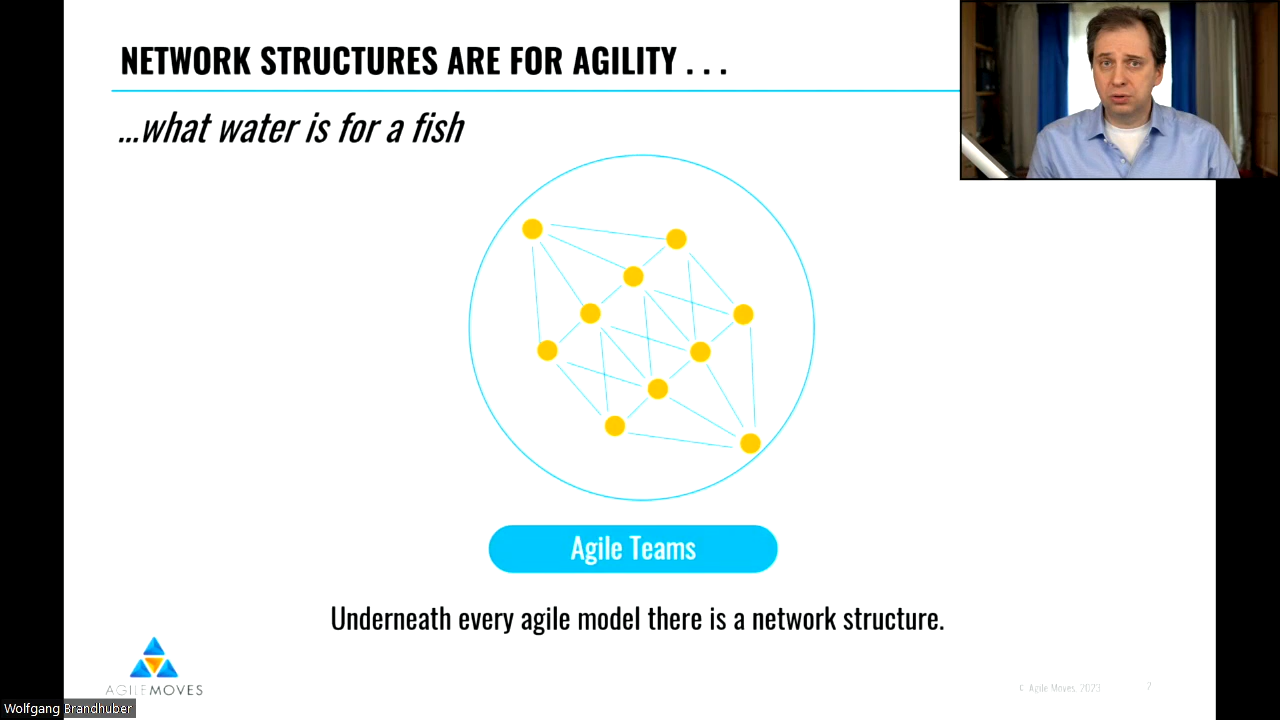 NETWORK STRUCTURES ARE FOR AGILITY . . .
...what water is for a fish
Agile Teams
Underneath every agile model there is a network structure.
AGILEMOVES
© Agile Moves, 2023
7
Wolfgang Brandhuber